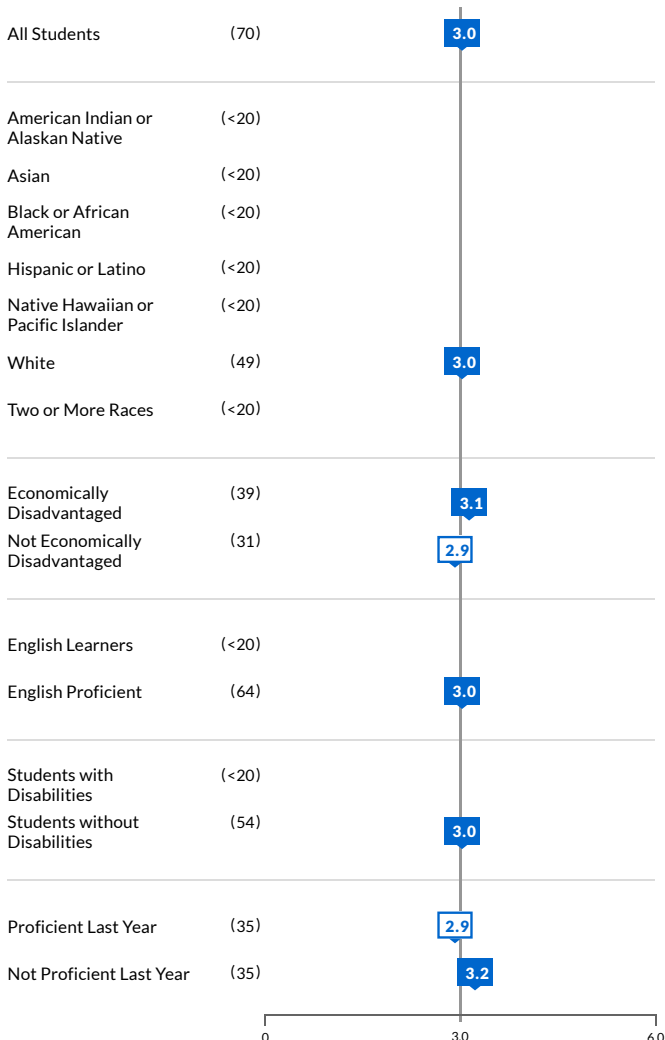 All Students (70) 3.0
American Indian or (<20)
Alaskan Native
Asian (<20)
Black or African (<20)
American
Hispanic or Latino (<20)
Native Hawaiian or (<20)
Pacific Islander
White (49) 3.0
Two or More Races (<20)
Economically (39) 3.1
Disadvantaged
Not Economically (31) 2.9
Disadvantaged
English Learners (<20)
English Proficient (64) 3.0
Students with (<20)
Disabilities
Students without (54) 3.0
Disabilities
Proficient Last Year (35) 2.9
Not Proficient Last Year (35) 3.2
0 3.0 6.0